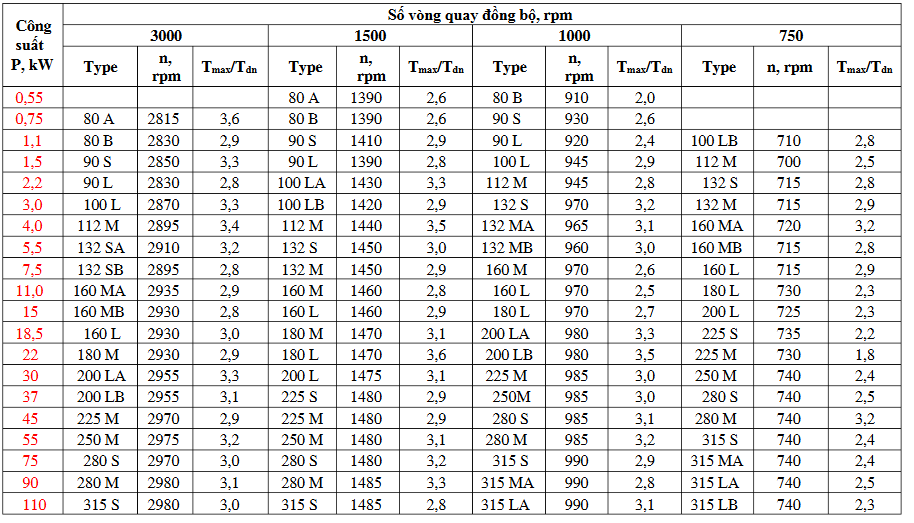 Công suất P, kW Số vòng quay đồng bộ, rpm
3000 1500 1000 750
Type n, rpm Tmax/Tdn Type n, rpm Tmax/Tdn Type n, rpm Tmax/Tdn Type n, rpm Tmax/Tdn
0,55 80 A 1390 2,6 80 B 910 2,0
0,75 80 A 2815 3,6 80 B 1390 2,6 90 S 930 2,6
1,1 80 B 2830 2,9 90 S 1410 2,9 90 L 920 2,4 100 LB 710 2,8
1,5 90 S 2850 3,3 90 L 1390 2,8 100 L 945 2,9 112 M 700 2,5
2,2 90 L 2830 2,8 100 LA 1430 3,3 112 M 945 2,8 132 S 715 2,8
3,0 100 L 2870 3,3 100 LB 1420 2,9 132 S 970 3,2 132 M 715 2,9
4,0 112 M 2895 3,4 112 M 1440 3,5 132 MA 965 3,1 160 MA 720 3,2
5,5 132 SA 2910 3,2 132 S 1450 3,0 132 MB 960 3,0 160 MB 715 2,8
7,5 132 SB 2895 2,8 132 M 1450 2,9 160 M 970 2,6 160 L 715 2,9
11,0 160 MA 2935 2,9 160 M 1460 2,8 160 L 970 2,5 180 L 730 2,3
15 160 MB 2930 2,8 160 L 1460 2,9 180 L 970 2,7 200 L 725 2,3
18,5 160 L 2930 3,0 180 M 1470 3,1 200 LA 980 3,3 225 S 735 2,2
22 180 M 2930 2,9 180 L 1470 3,6 200 LB 980 3,5 225 M 730 1,8
30 200 LA 2955 3,3 200 L 1475 3,1 225 M 985 3,0 250 M 740 2,4
37 200 LB 2955 3,1 225 S 1480 2,9 250M 985 3,0 280 S 740 2,5
45 225 M 2970 2,9 225 M 1480 2,9 280 S 985 3,1 280 M 740 3,2
55 250 M 2975 3,2 250 M 1480 3,1 280 M 985 3,2 315 S 740 2,4
75 280 S 2970 3,0 280 S 1480 3,2 315 S 990 2,9 315 MA 740 2,4
90 280 M 2980 3,1 280 M 1485 3,3 315 MA 990 2,8 315 LA 740 2,5
110 315 S 2980 3,0 315 S 1485 2,8 315 LA 990 3,1 315 LB 740 2,3